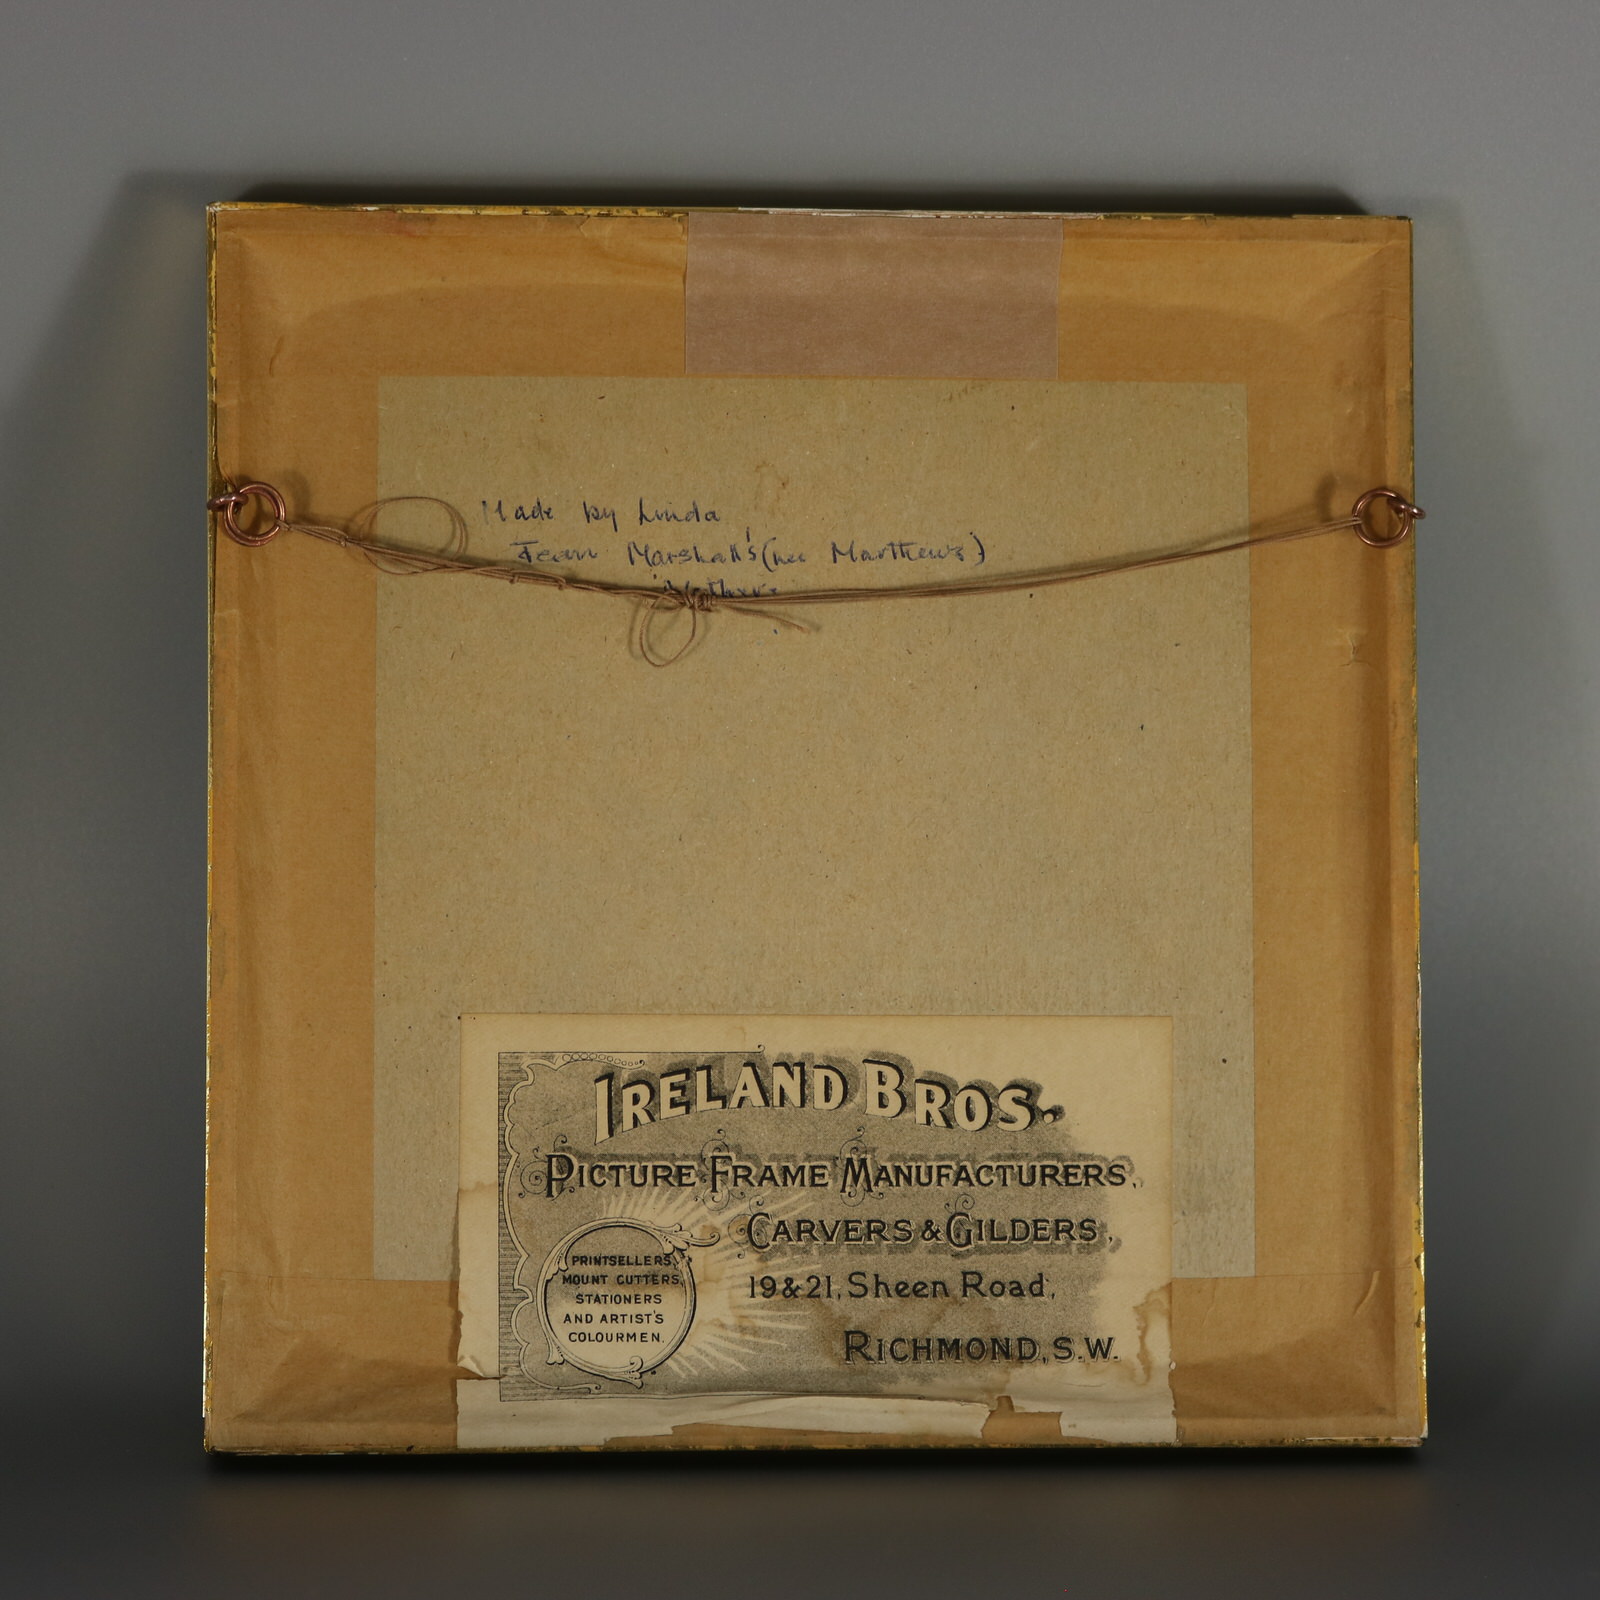 Made by Linda
Jean Marshall's (nee Matthews)
Mother
IRELAND BROS.
PICTURE FRAME MANUFACTURERS,
CARVERS & GILDERS,
19 & 21, Sheen Road,
RICHMOND, S.W.
PRINTSELLERS,
MOUNT CUTTERS,
STATIONERS
AND ARTIST'S
COLOURMEN.